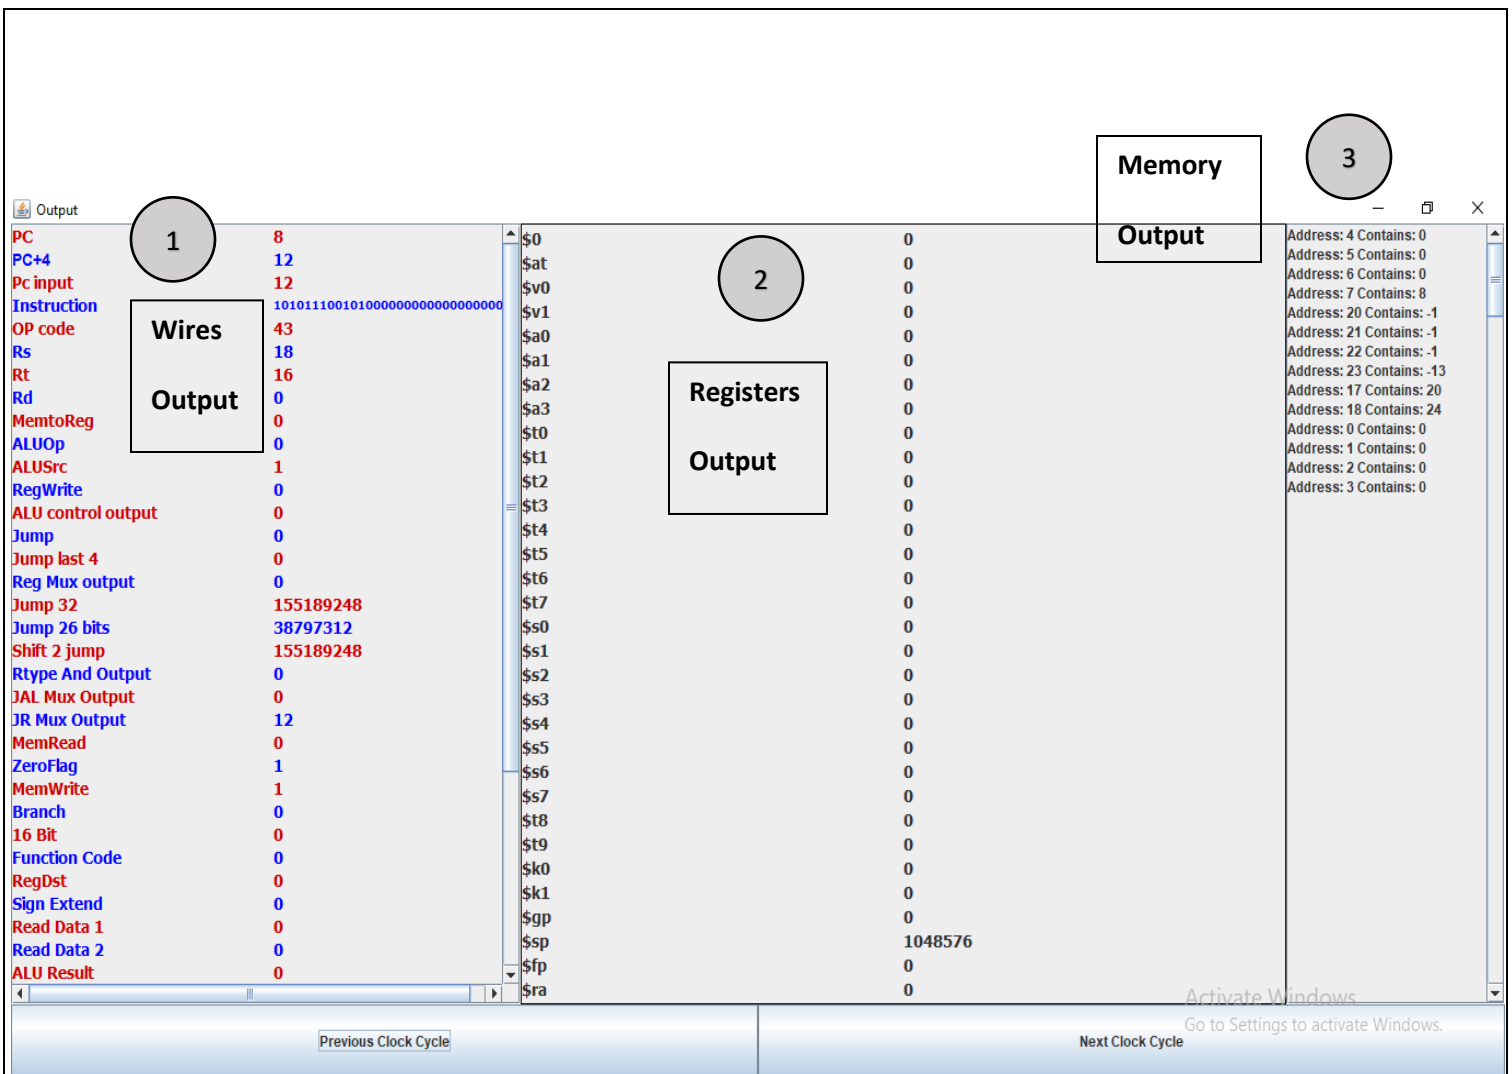 Memory
Output
3
Output
1
Wires
Output
PC 8
PC+4 12
Pc input 12
Instruction 10101110010100000000000000000000
OP code 43
Rs 18
Rt 16
Rd 0
MemtoReg 0
ALUOp 0
ALUSrc 1
RegWrite 0
ALU control output 0
Jump 0
Jump last 4 0
Reg Mux output 0
Jump 32 155189248
Jump 26 bits 38797312
Shift 2 jump 155189248
Rtype And Output 0
JAL Mux Output 0
JR Mux Output 12
MemRead 0
ZeroFlag 1
MemWrite 1
Branch 0
16 Bit 0
Function Code 0
RegDst 0
Sign Extend 0
Read Data 1 0
Read Data 2 0
ALU Result 0
2
Registers
Output
$0 0
$at 0
$v0 0
$v1 0
$a0 0
$a1 0
$a2 0
$a3 0
$t0 0
$t1 0
$t2 0
$t3 0
$t4 0
$t5 0
$t6 0
$t7 0
$s0 0
$s1 0
$s2 0
$s3 0
$s4 0
$s5 0
$s6 0
$s7 0
$t8 0
$t9 0
$k0 0
$k1 0
$gp 0
$sp 1048576
$fp 0
$ra 0
Address: 4 Contains: 0
Address: 5 Contains: 0
Address: 6 Contains: 0
Address: 7 Contains: 8
Address: 20 Contains: -1
Address: 21 Contains: -1
Address: 22 Contains: -1
Address: 23 Contains: -13
Address: 17 Contains: 20
Address: 18 Contains: 24
Address: 0 Contains: 0
Address: 1 Contains: 0
Address: 2 Contains: 0
Address: 3 Contains: 0
Activate Windows
Go to Settings to activate Windows.
Previous Clock Cycle
Next Clock Cycle